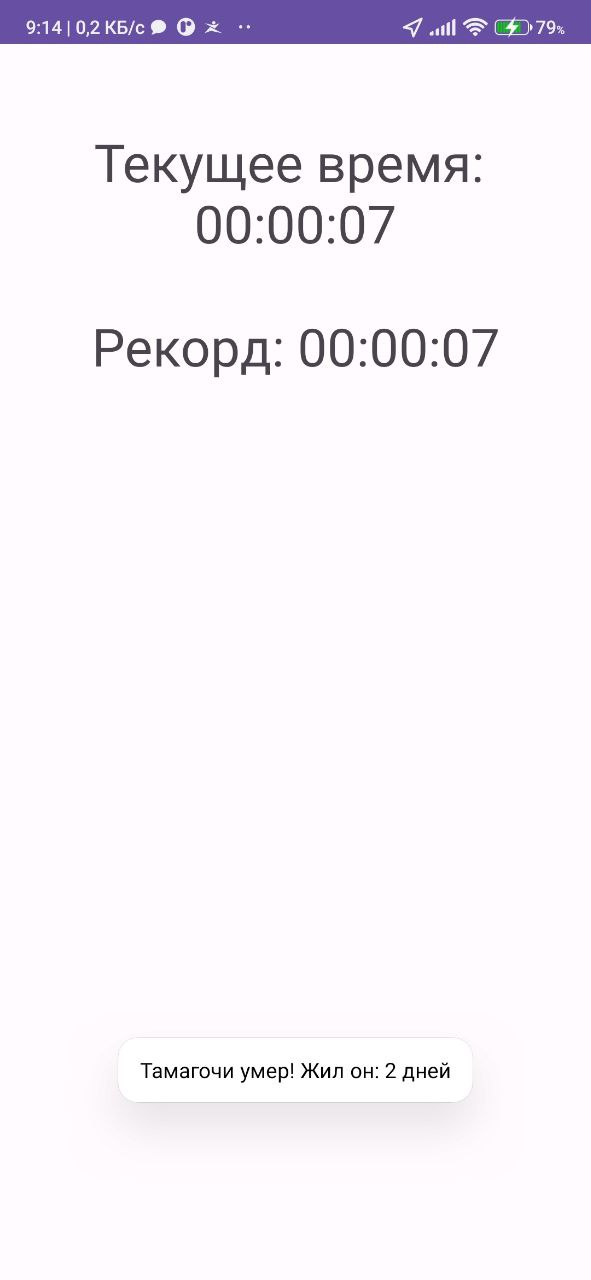 9:14 | 0,2 КБ/с 79%
Текущее время:
00:00:07
Рекорд: 00:00:07
Тамагочи умер! Жил он: 2 дней